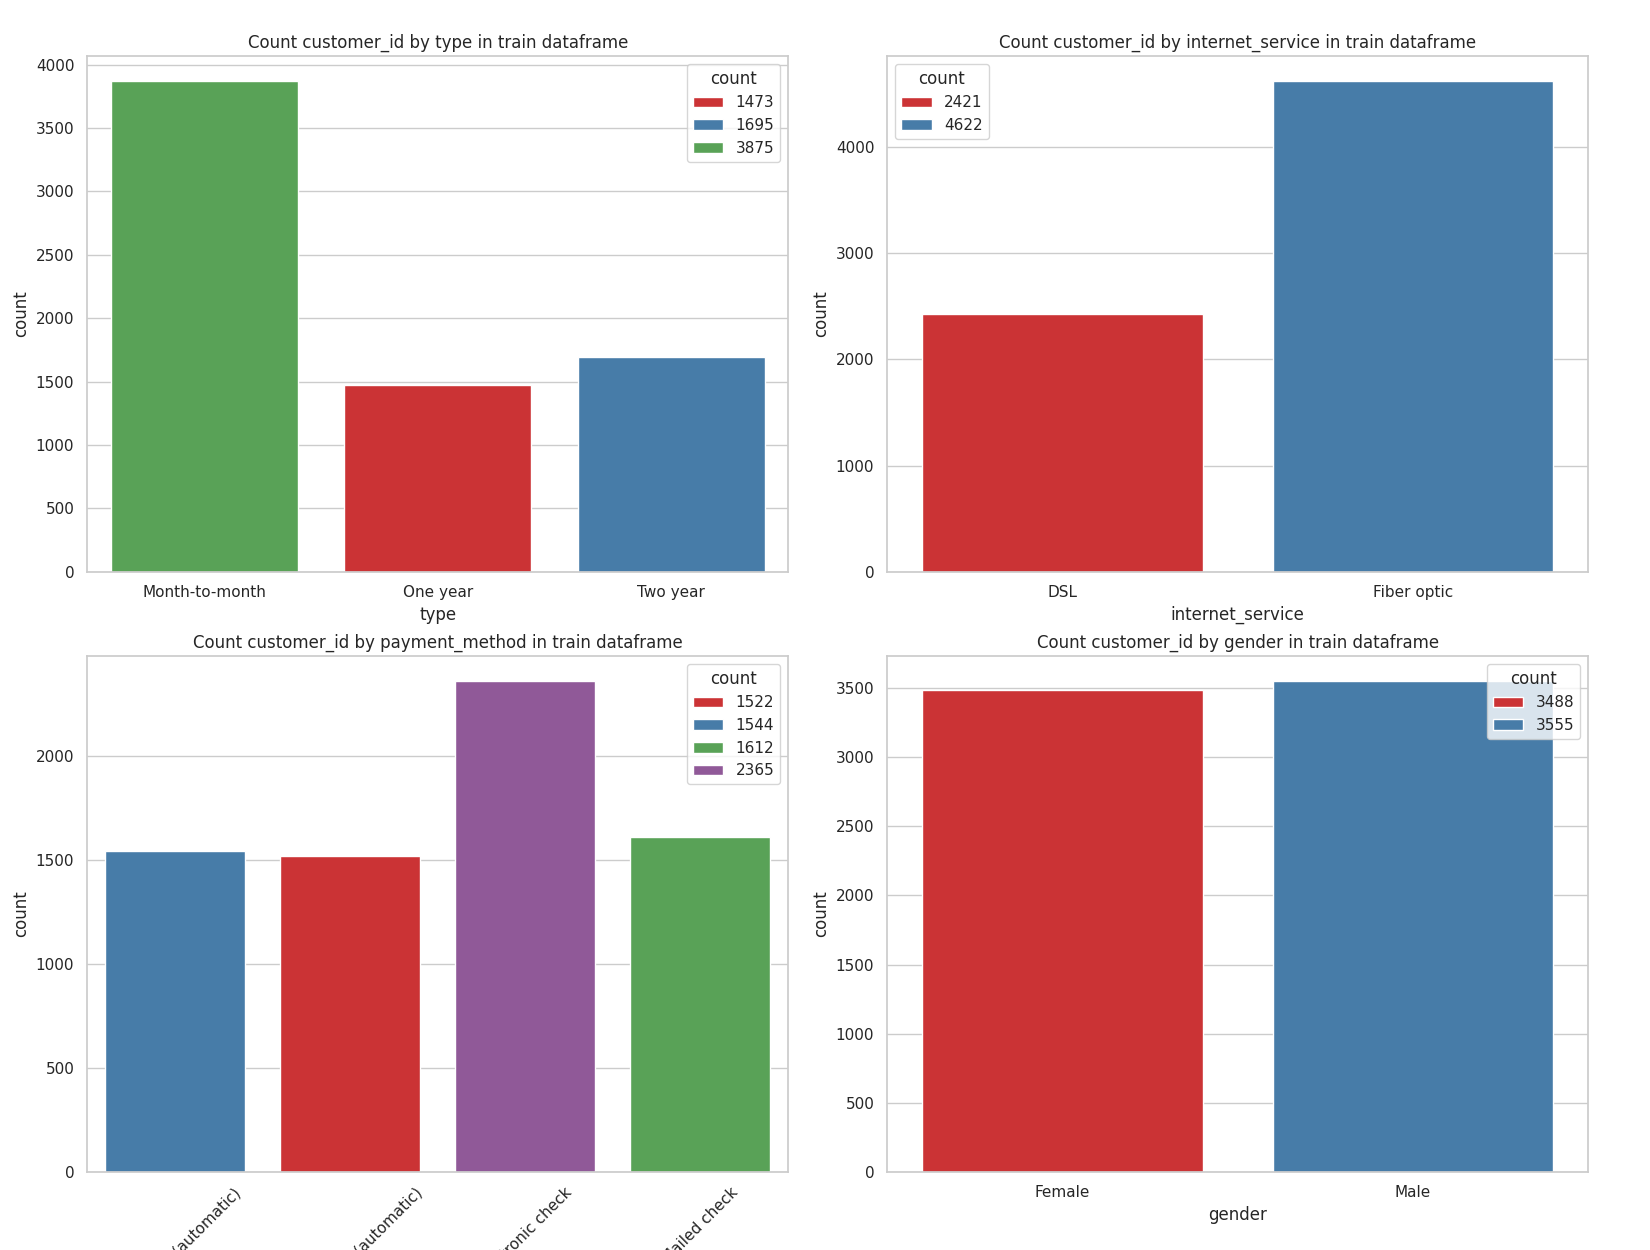 Count customer_id by type in train dataframe
count
1473
1695
3875
4000
3500
3000
2500
2000
1500
1000
500
0
count
Month-to-month One year Two year
type
Count customer_id by internet_service in train dataframe
count
2421
4622
4000
3000
2000
1000
0
count
DSL Fiber optic
internet_service
Count customer_id by payment_method in train dataframe
count
1522
1544
1612
2365
2000
1500
1000
500
0
count
(automatic)
(automatic)
check
check
Count customer_id by gender in train dataframe
count
3488
3555
3500
3000
2500
2000
1500
1000
500
0
count
Female Male
gender